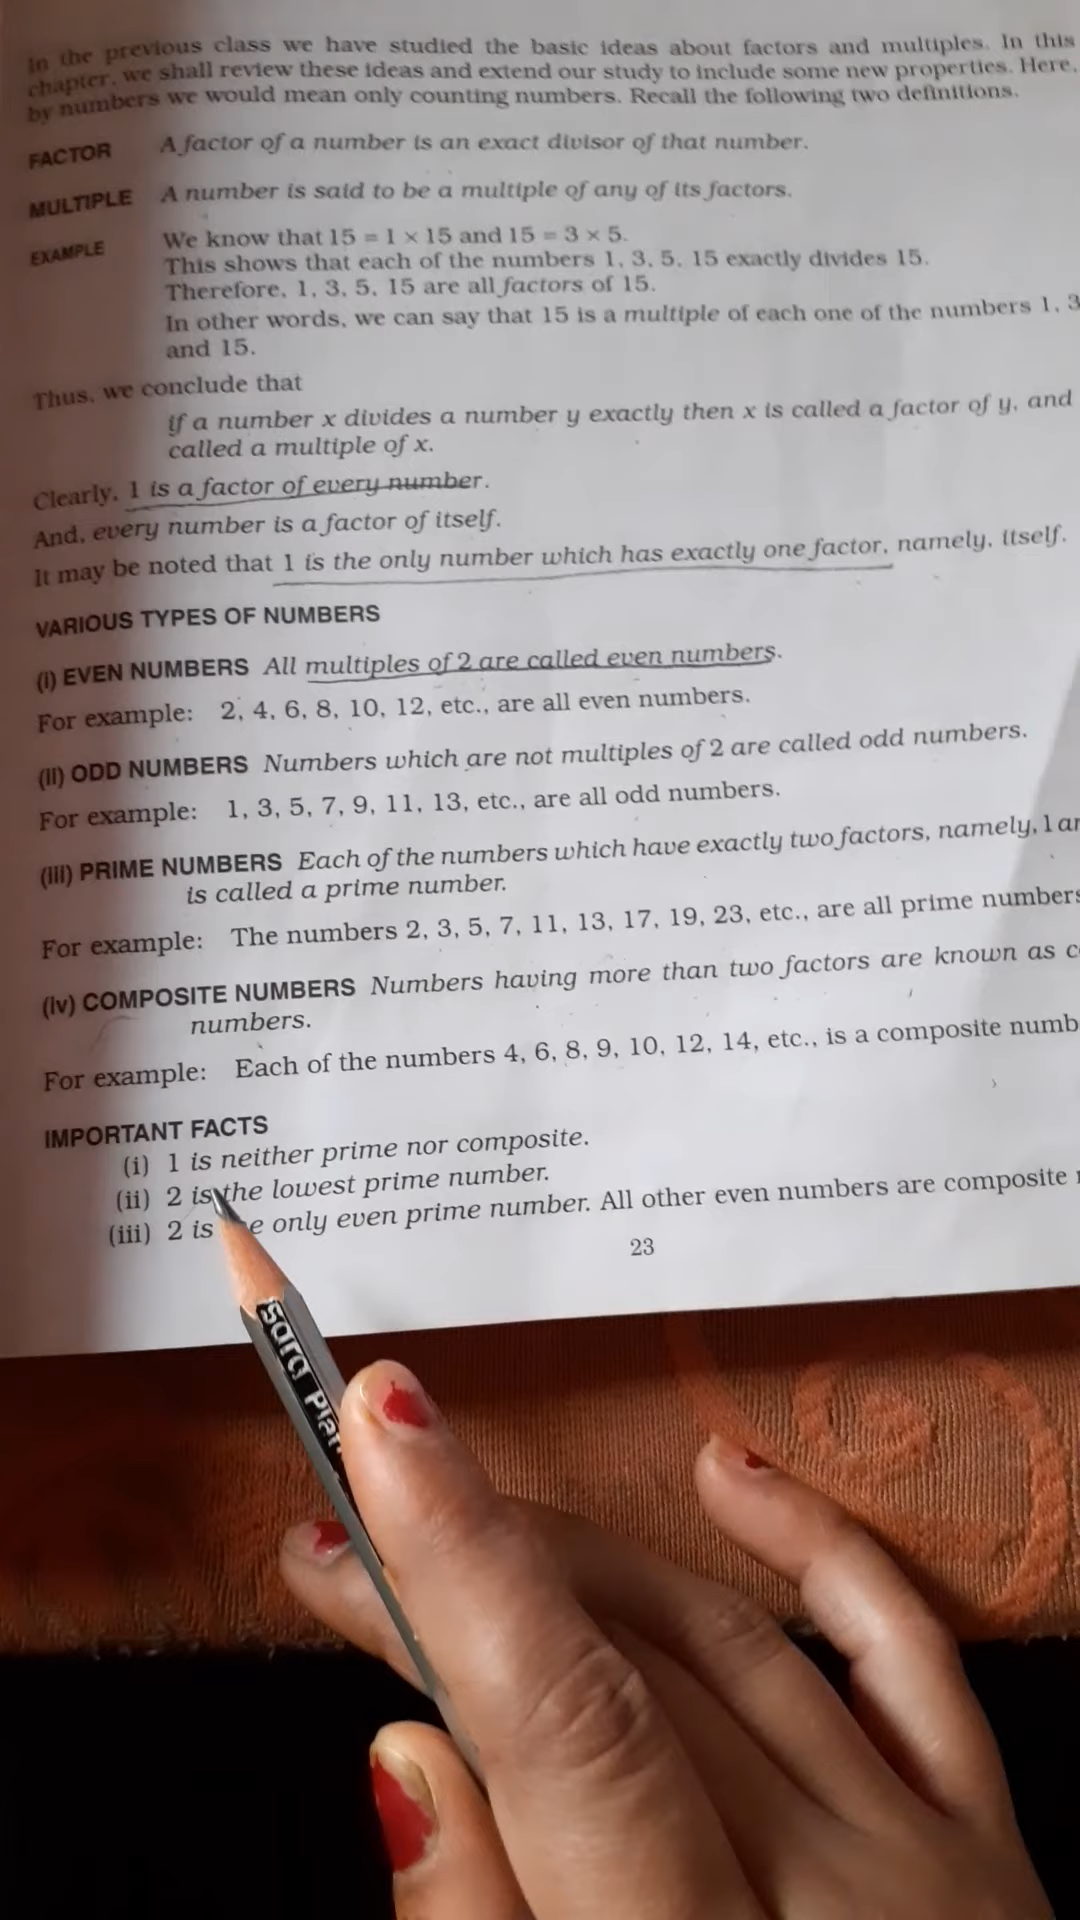 In the previous class we have studied the basic ideas about factors and multiples. In this
chapter, we shall review these ideas and extend our study to include some new properties. Here,
by numbers we would mean only counting numbers. Recall the following two definitions.
FACTOR A factor of a number is an exact divisor of that number.
MULTIPLE A number is said to be a multiple of any of its factors.
EXAMPLE We know that 15 = 1 × 15 and 15 = 3 × 5.
This shows that each of the numbers 1, 3, 5, 15 exactly divides 15.
Therefore, 1, 3, 5, 15 are all factors of 15.
In other words, we can say that 15 is a multiple of each one of the numbers 1, 3
and 15.
Thus, we conclude that
if a number x divides a number y exactly then x is called a factor of y, and
called a multiple of x.
Clearly, 1 is a factor of every number.
And, every number is a factor of itself.
It may be noted that 1 is the only number which has exactly one factor, namely, itself.
VARIOUS TYPES OF NUMBERS
(i) EVEN NUMBERS All multiples of 2 are called even numbers.
For example: 2, 4, 6, 8, 10, 12, etc., are all even numbers.
(ii) ODD NUMBERS Numbers which are not multiples of 2 are called odd numbers.
For example: 1, 3, 5, 7, 9, 11, 13, etc., are all odd numbers.
(iii) PRIME NUMBERS Each of the numbers which have exactly two factors, namely, 1
is called a prime number.
For example: The numbers 2, 3, 5, 7, 11, 13, 17, 19, 23, etc., are all prime numbers
(iv) COMPOSITE NUMBERS Numbers having more than two factors are known as
numbers.
For example: Each of the numbers 4, 6, 8, 9, 10, 12, 14, etc., is a composite numb
IMPORTANT FACTS
(i) 1 is neither prime nor composite.
(ii) 2 is the lowest prime number.
(iii) 2 is e only even prime number. All other even numbers are composite
23
sarg Plat